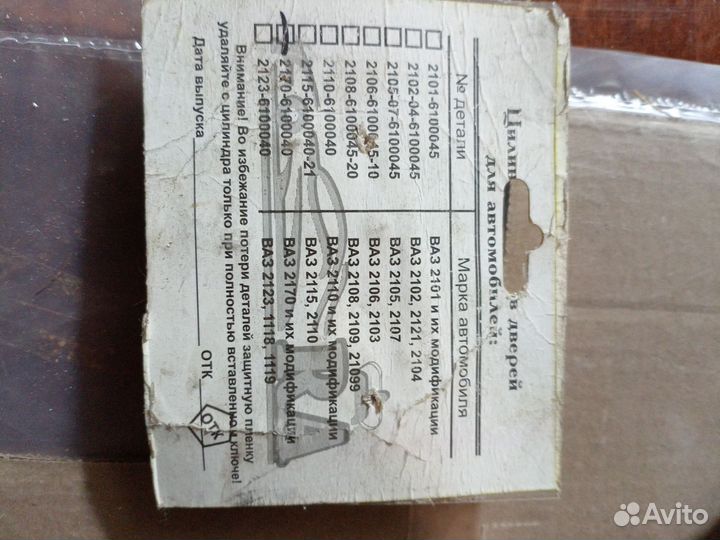 дверей
для автомобилей:
№ детали Марка автомобиля
2101-6100045 ВАЗ 2101 и их модификации
2102-04-6100045 ВАЗ 2102, 2121, 2104
2105-07-6100045 ВАЗ 2105, 2107
2106-6100045-10 ВАЗ 2106, 2103
2108-6100045-20 ВАЗ 2108, 2109, 21099
2110-6100040 ВАЗ 2110 и их модификации
2115-6100040-21 ВАЗ 2115, 2110
2170-6100040 ВАЗ 2170 и их модификации
2123-6100040 ВАЗ 2123, 1118, 1119
Внимание! Во избежание потери деталей защитную пленку
удаляйте с цилиндра только при полностью вставленном ключе!
Дата выпуска ОТК
ОТК
Avito